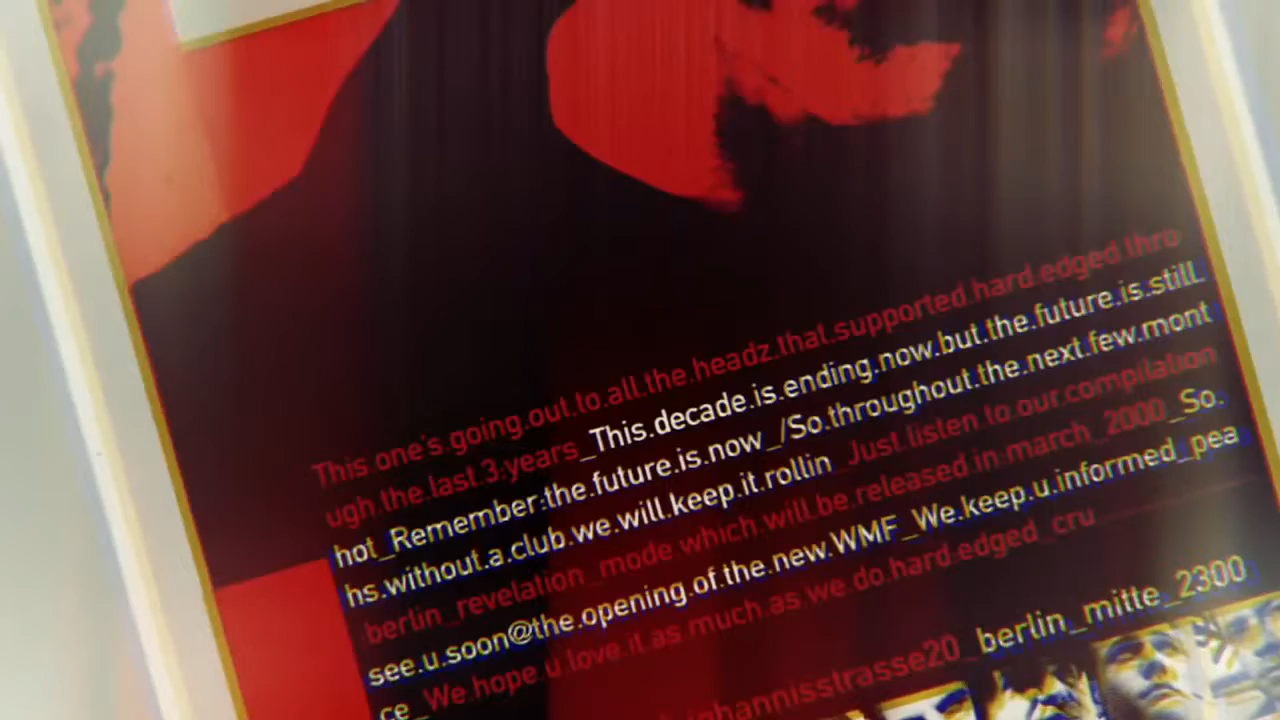 This.one's.going.out.to.all.the.headz.that.supported.hard.edged.thro
ugh.the.last.3.years_This.decade.is.ending.now.but.the.future.is.still.
hot_Remember:the.future.is.now_/So.throughout.the.next.few.mont
hs.without.a.club.we.will.keep.it.rollin_Just.listen.to.our.compilation
berlin_revelation_mode which.will.be.released.in.march_2000_So.
see.u.soon@the.opening.of.the.new.WMF_We.keep.u.informed_pea
ce_We.hope.u.love.it.as much.as.we.do.hard.edged_cru
johannisstrasse20_berlin_mitte_2300